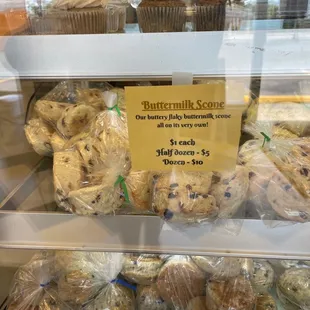 Buttermilk Scone
Our buttery flaky buttermilk scone
all on its very own!
$1 each
Half dozen - $5
Dozen - $10